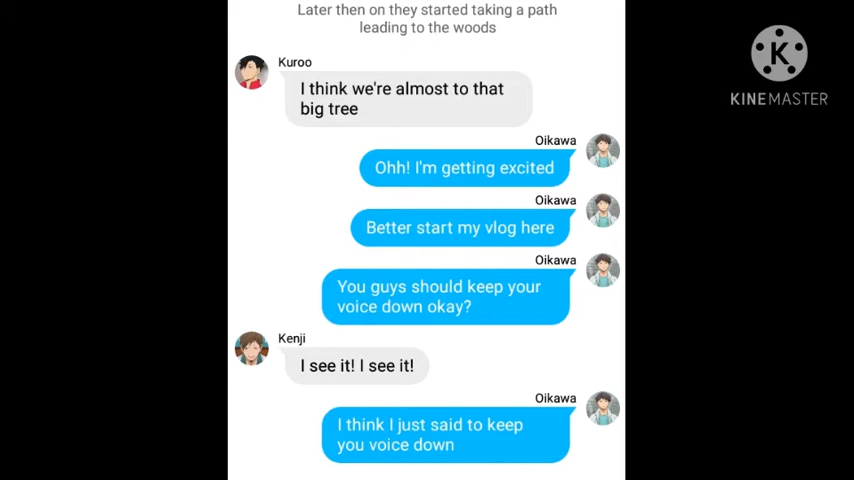 Later then on they started taking a path
leading to the woods
Kuroo
I think we're almost to that
big tree
Oikawa
Ohh! I'm getting excited
Oikawa
Better start my vlog here
Oikawa
You guys should keep your
voice down okay?
Kenji
I see it! I see it!
Oikawa
I think I just said to keep
you voice down
K
KINEMASTER